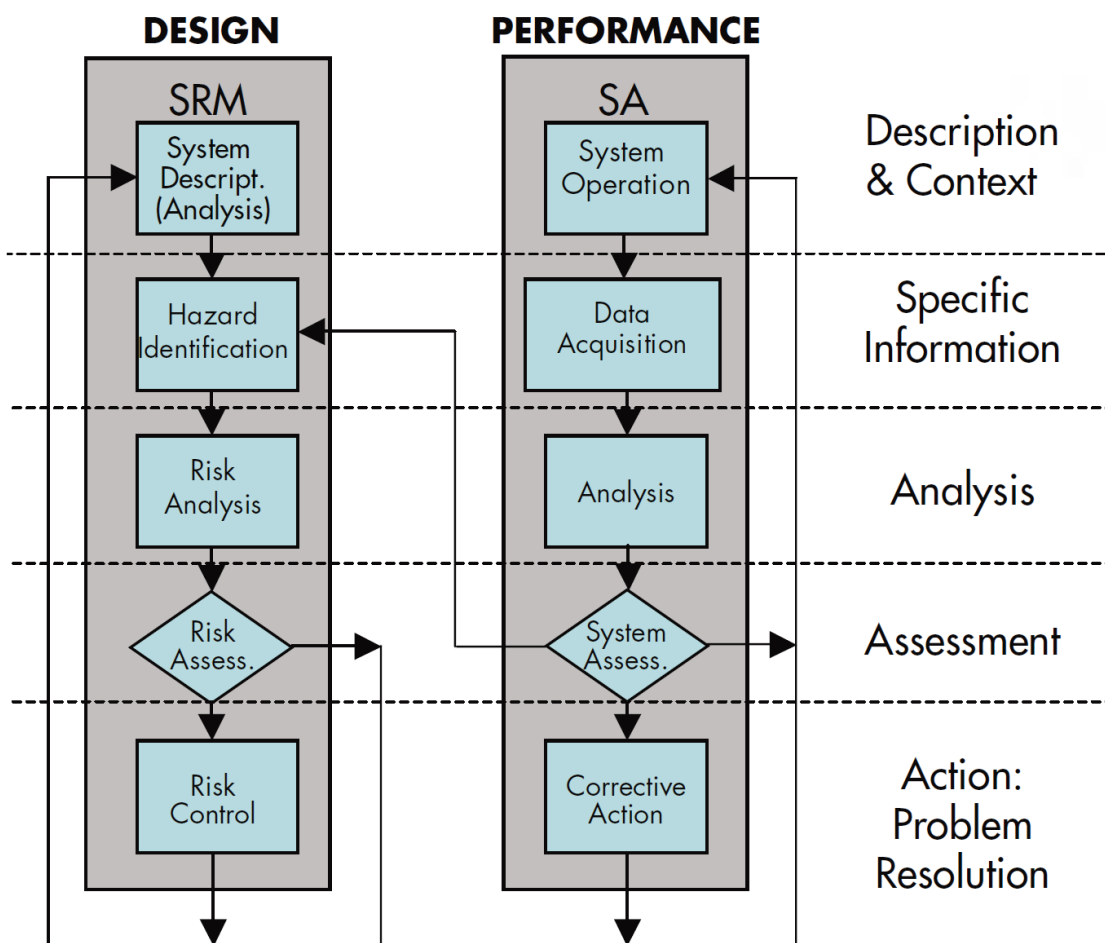 DESIGN
PERFORMANCE
SRM
SA
System
Descript.
(Analysis)
System
Operation
Description
& Context
Hazard
Identification
Data
Acquisition
Specific
Information
Risk
Analysis
Analysis
Analysis
Risk
Assess.
System
Assess.
Assessment
Risk
Control
Corrective
Action
Action:
Problem
Resolution